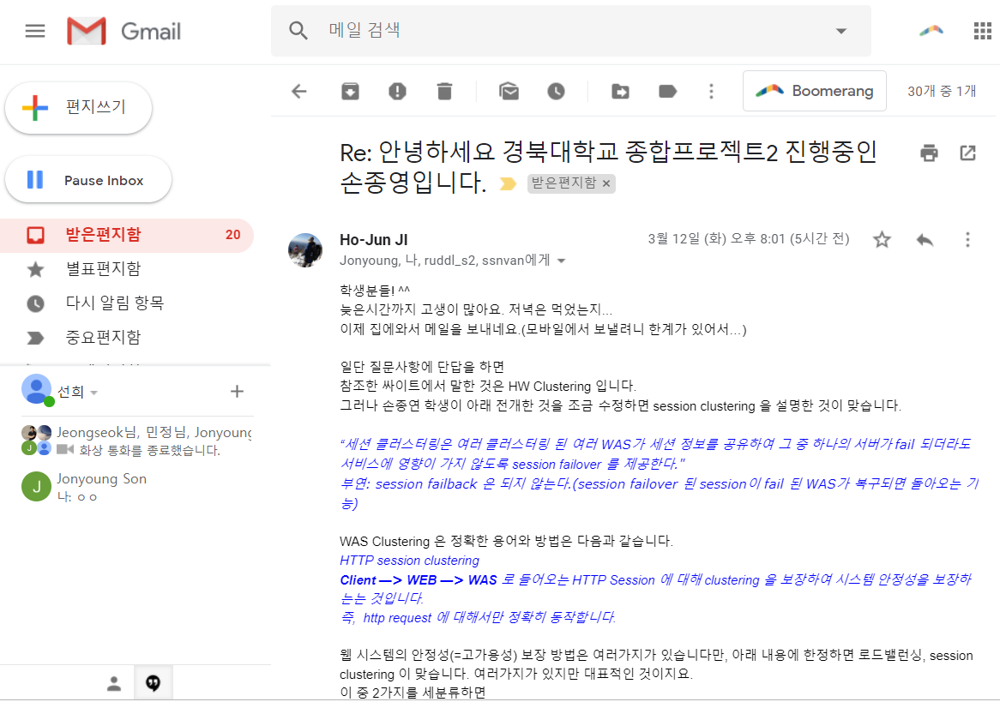 Gmail
메일 검색
편지쓰기
Boomerang
30개 중 1개
Pause Inbox
받은편지함 20
별표편지함
다시 알림 항목
중요편지함
선희
Jeongseok님, 민정님, Jonyoung
화상 통화를 종료했습니다.
J
Jonyoung Son
나: ㅇㅇ
J
Re: 안녕하세요 경북대학교 종합프로젝트2 진행중인
손종영입니다. 받은편지함 ×
Ho-Jun JI
3월 12일 (화) 오후 8:01 (5시간 전)
Jonyoung, 나, ruddl_s2, ssnvan에게
학생분들! ^^
늦은시간까지 고생이 많아요. 저녁은 먹었는지...
이제 집에와서 메일을 보내네요.(모바일에서 보낼려니 한계가 있어서…)
일단 질문사항에 단답을 하면
참조한 싸이트에서 말한 것은 HW Clustering 입니다.
그러나 손종연 학생이 아래 전개한 것을 조금 수정하면 session clustering 을 설명한 것이 맞습니다.
“세션 클러스터링은 여러 클러스터링 된 여러 WAS가 세션 정보를 공유하여 그 중 하나의 서버가 fail 되더라도
서비스에 영향이 가지 않도록 session failover 를 제공한다."
부연: session failback 은 되지 않는다.(session failover 된 session이 fail 된 WAS가 복구되면 돌아오는 기
능)
WAS Clustering 은 정확한 용어와 방법은 다음과 같습니다.
HTTP session clustering
Client —> WEB —> WAS 로 들어오는 HTTP Session 에 대해 clustering 을 보장하여 시스템 안정성을 보장하
는는 것입니다.
즉, http request 에 대해서만 정확히 동작합니다.
웹 시스템의 안정성(=고가용성) 보장 방법은 여러가지가 있습니다만, 아래 내용에 한정하면 로드밸런싱, session
clustering 이 맞습니다. 여러가지가 있지만 대표적인 것이지요.
이 중 2가지를 세분류하면